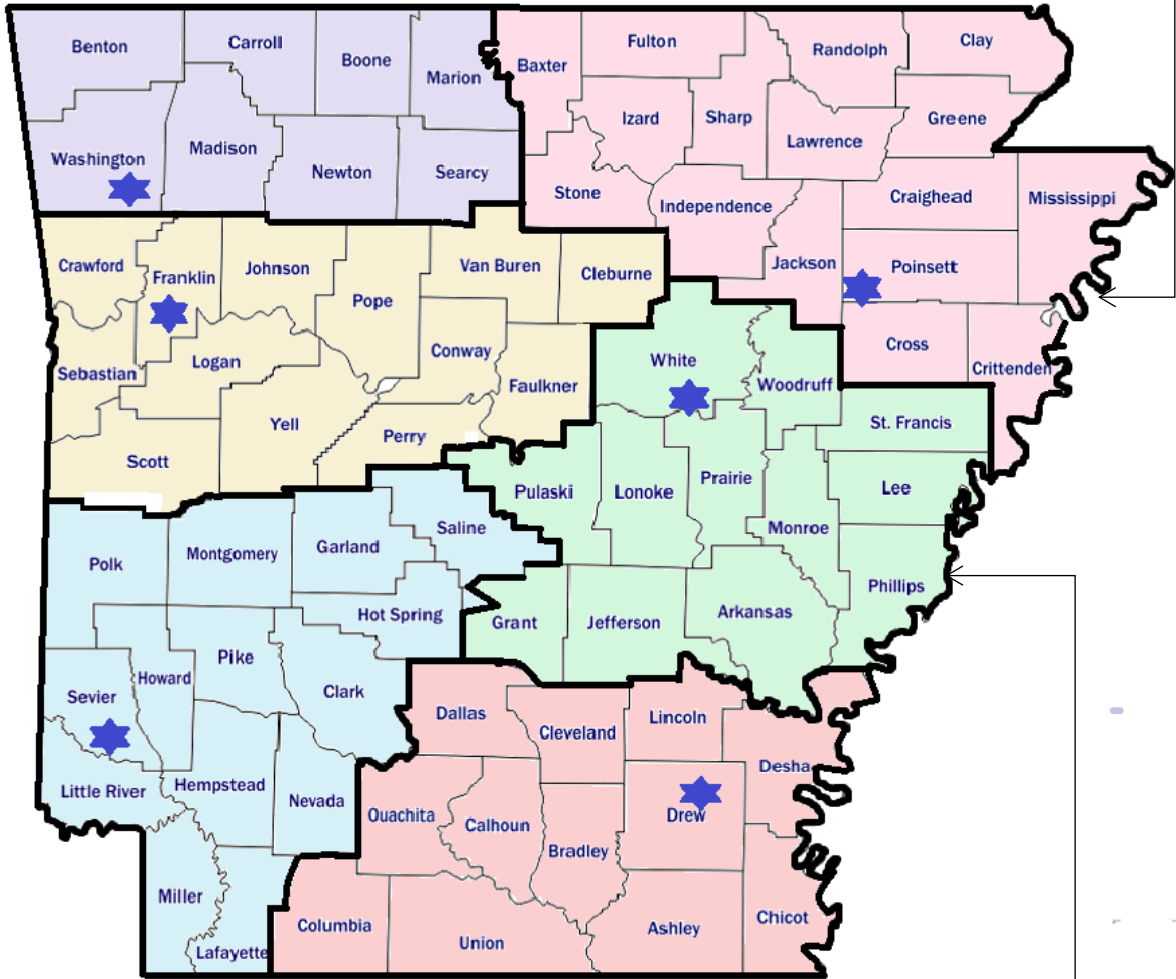 Benton
Carroll
Boone
Marion
Baxter
Fulton
Randolph
Clay
Washington
Madison
Newton
Searcy
Izard
Sharp
Lawrence
Greene
Stone
Independence
Craighead
Mississippi
Crawford
Franklin
Johnson
Pope
Van Buren
Cleburne
Jackson
Poinsett
Sebastian
Logan
Conway
Faulkner
White
Woodruff
Cross
Crittenden
Scott
Yell
Perry
Pulaski
Lonoke
Prairie
Monroe
St. Francis
Lee
Phillips
Polk
Montgomery
Garland
Saline
Hot Spring
Grant
Jefferson
Arkansas
Sevier
Howard
Pike
Clark
Dallas
Cleveland
Lincoln
Desha
Little River
Hempstead
Nevada
Ouachita
Calhoun
Bradley
Drew
Miller
Lafayette
Columbia
Union
Ashley
Chicot